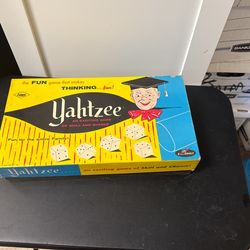 the FUN game that makes
THINKING... fun!
Yahtzee
AN EXCITING GAME
OF SKILL AND CHANCE
Yahtzee
an exciting game of Skill and Chance!